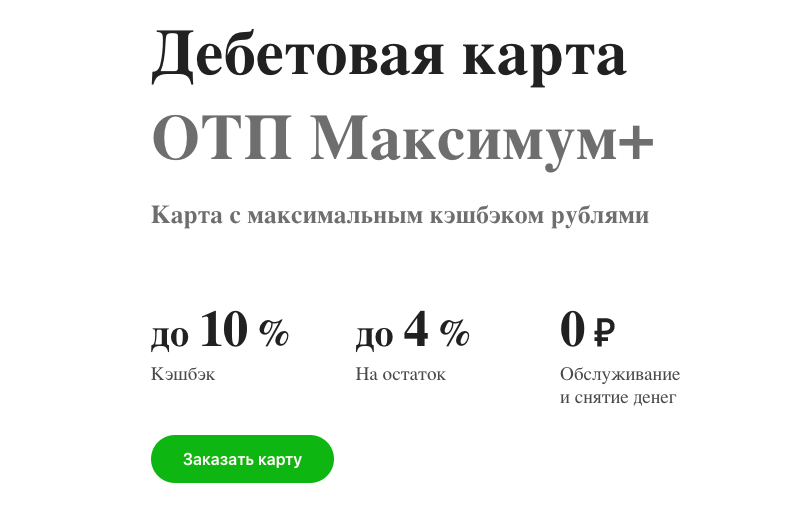 Дебетовая карта
ОТП Максимум+
Карта с максимальным кэшбэком рублями
до 10 % до 4 % 0 ₽
Кэшбэк На остаток Обслуживание
и снятие денег
Заказать карту